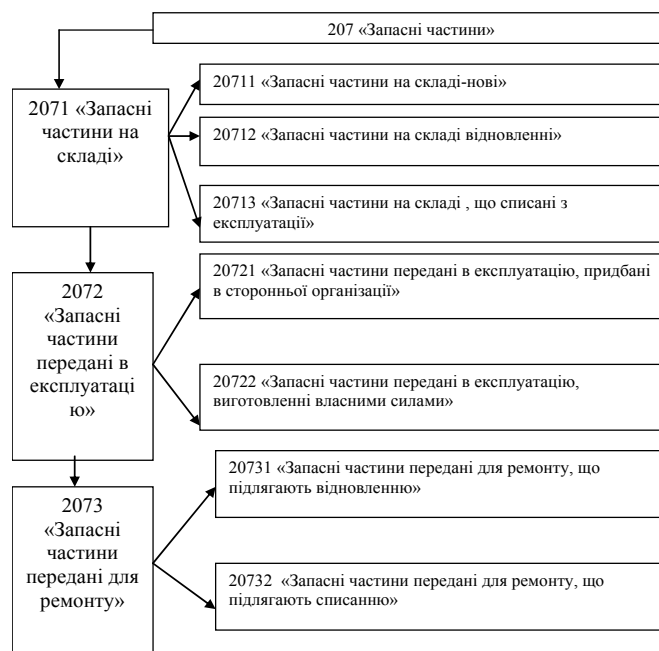 207 «Запасні частини»
2071 «Запасні
частини на
складі»
20711 «Запасні частини на складі-нові»
20712 «Запасні частини на складі відновленні»
20713 «Запасні частини на складі , що списані з
експлуатації»
2072
«Запасні
частини
передані в
експлуатаці
ю»
20721 «Запасні частини передані в експлуатацію, придбані
в сторонньої організації»
20722 «Запасні частини передані в експлуатацію,
виготовленні власними силами»
2073
«Запасні
частини
передані для
ремонту»
20731 «Запасні частини передані для ремонту, що
підлягають відновленню»
20732 «Запасні частини передані для ремонту, що
підлягають списанню»